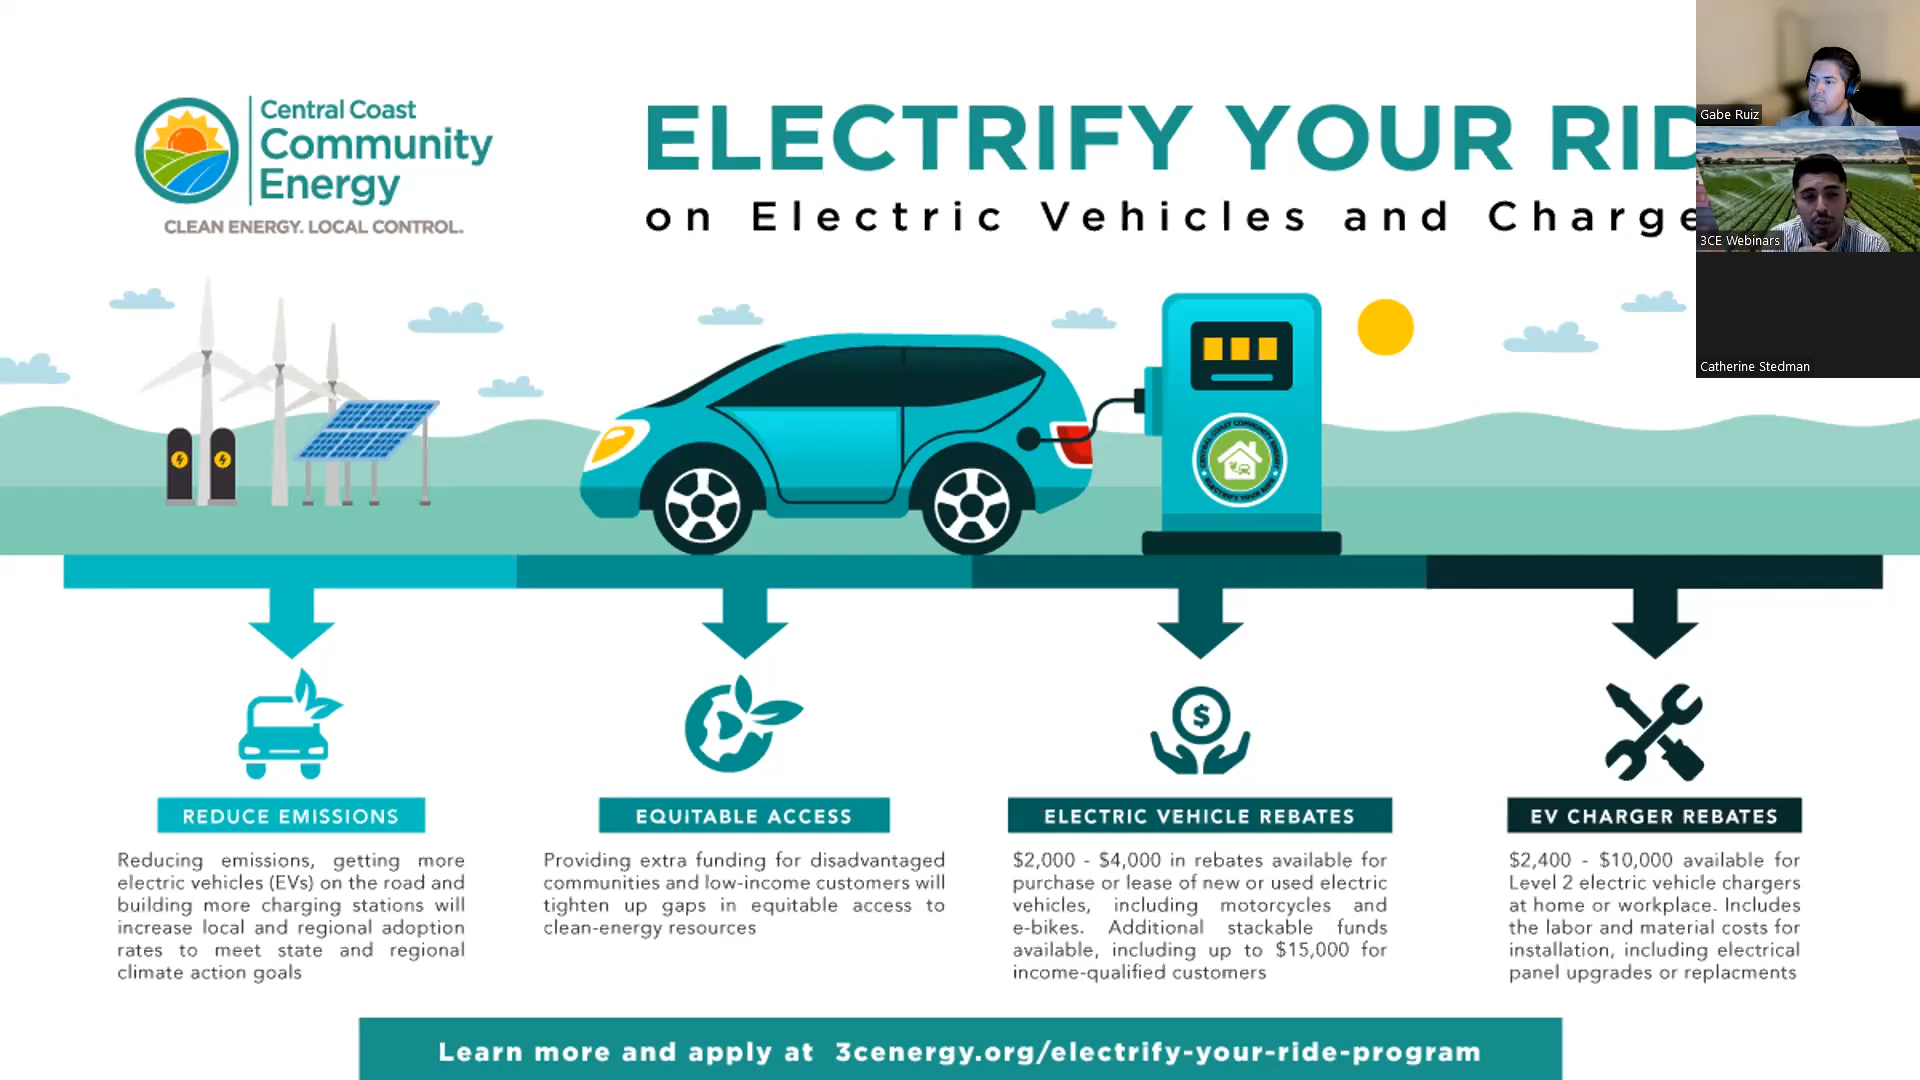 Central Coast
Community
Energy
CLEAN ENERGY. LOCAL CONTROL.
ELECTRIFY YOUR RID
on Electric Vehicles and Charge
Gabe Ruiz
3CE Webinars
Catherine Stedman
CENTRAL COAST COMMUNITY ENERGY
ELECTRIFY YOUR RIDE
$
REDUCE EMISSIONS
Reducing emissions, getting more
electric vehicles (EVs) on the road and
building more charging stations will
increase local and regional adoption
rates to meet state and regional
climate action goals
EQUITABLE ACCESS
Providing extra funding for disadvantaged
communities and low-income customers will
tighten up gaps in equitable access to
clean-energy resources
ELECTRIC VEHICLE REBATES
$2,000 - $4,000 in rebates available for
purchase or lease of new or used electric
vehicles, including motorcycles and
e-bikes. Additional stackable funds
available, including up to $15,000 for
income-qualified customers
EV CHARGER REBATES
$2,400 - $10,000 available for
Level 2 electric vehicle chargers
at home or workplace. Includes
the labor and material costs for
installation, including electrical
panel upgrades or replacments
Learn more and apply at 3cenergy.org/electrify-your-ride-program